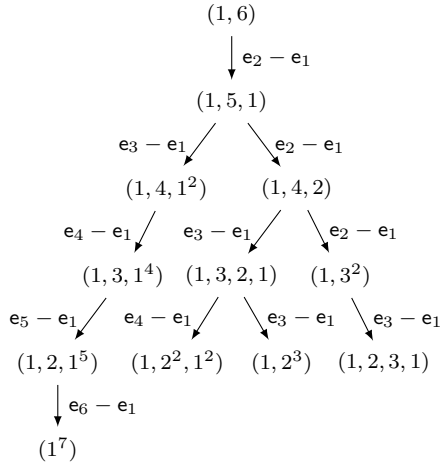 (1, 6)
e₂ − e₁
(1, 5, 1)
e₃ − e₁ e₂ − e₁
(1, 4, 1²) (1, 4, 2)
e₄ − e₁ e₃ − e₁ e₂ − e₁
(1, 3, 1⁴) (1, 3, 2, 1) (1, 3²)
e₅ − e₁ e₄ − e₁ e₃ − e₁ e₃ − e₁
(1, 2, 1⁵) (1, 2², 1²) (1, 2³) (1, 2, 3, 1)
e₆ − e₁
(1⁷)